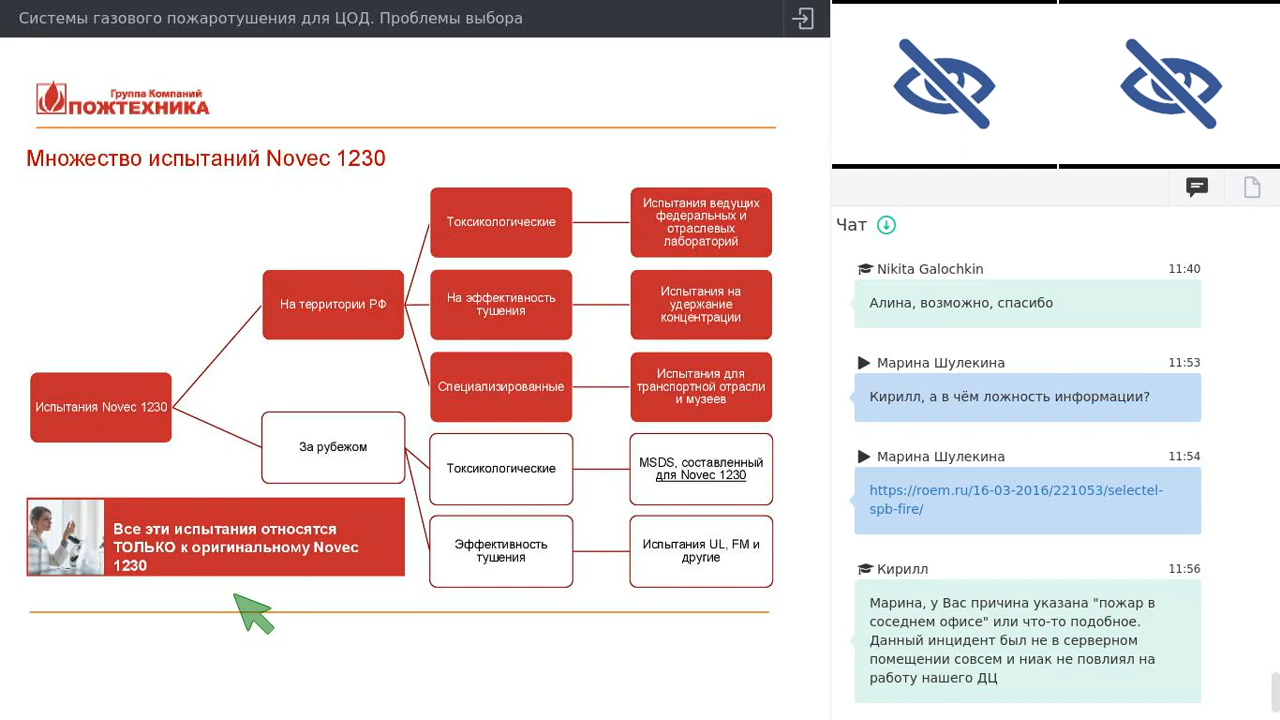 Системы газового пожаротушения для ЦОД. Проблемы выбора
Группа Компаний
ПОЖТЕХНИКА
Множество испытаний Novec 1230
Испытания Novec 1230
На территории РФ
Токсикологические
Испытания ведущих
федеральных и
отраслевых
лабораторий
На эффективность
тушения
Испытания на
удержание
концентрации
Специализированные
Испытания для
транспортной отрасли
и музеев
За рубежом
Токсикологические
MSDS, составленный
для Novec 1230
Эффективность
тушения
Испытания UL, FM и
другие
Все эти испытания относятся
ТОЛЬКО к оригинальному Novec
1230
Чат
Nikita Galochkin 11:40
Алина, возможно, спасибо
Марина Шулекина 11:53
Кирилл, а в чём ложность информации?
Марина Шулекина 11:54
https://roem.ru/16-03-2016/221053/selectel-
spb-fire/
Кирилл 11:56
Марина, у Вас причина указана "пожар в
соседнем офисе" или что-то подобное.
Данный инцидент был не в серверном
помещении совсем и ниак не повлиял на
работу нашего ДЦ